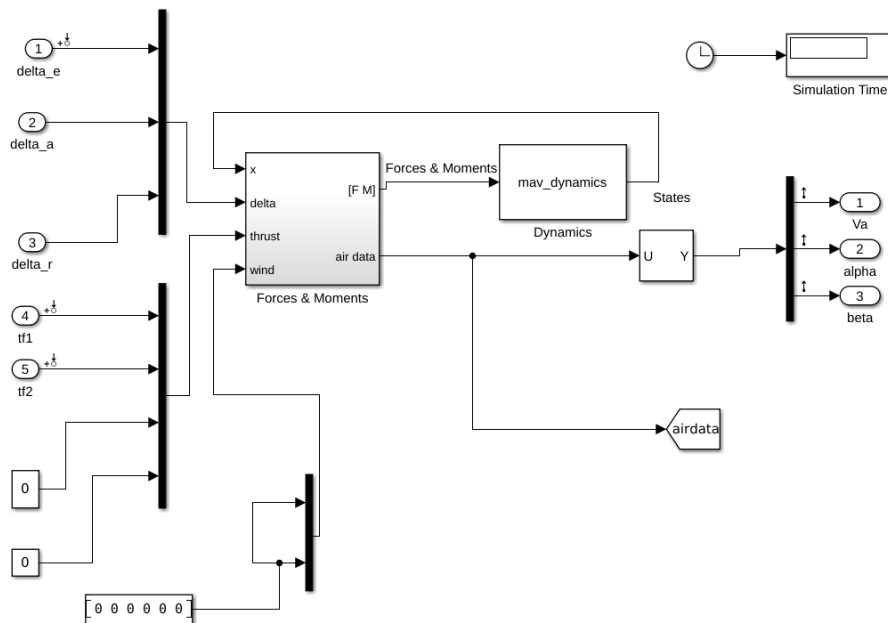 1
delta_e
2
delta_a
3
delta_r
4
tf1
5
tf2
0
0
[0 0 0 0 0 0]
x
delta
thrust
wind
[F M]
air data
Forces & Moments
Forces & Moments
mav_dynamics
Dynamics
States
U Y
airdata
Simulation Time
1
Va
2
alpha
3
beta